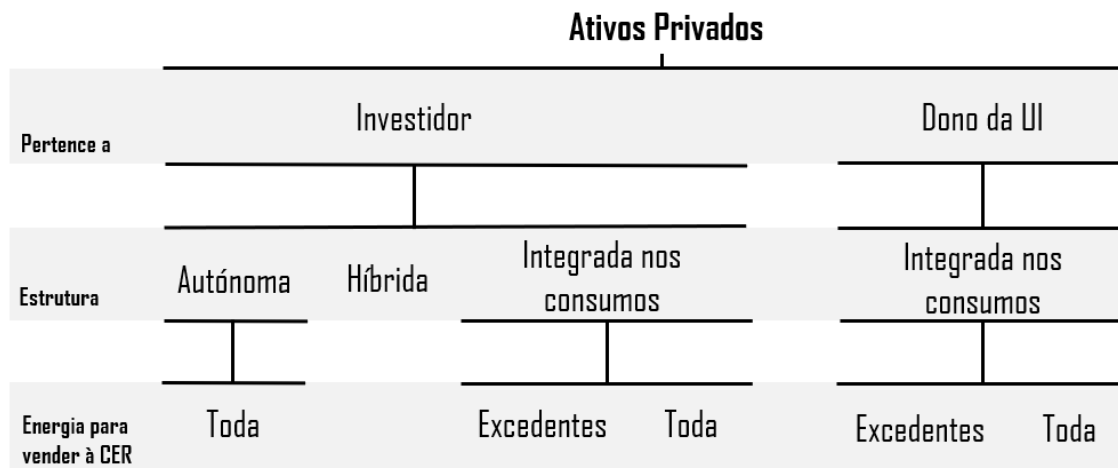 Ativos Privados
Pertence a
Investidor
Dono da UI
Estrutura
Autónoma
Híbrida
Integrada nos
consumos
Integrada nos
consumos
Energia para
vender à CER
Toda
Excedentes
Toda
Excedentes
Toda